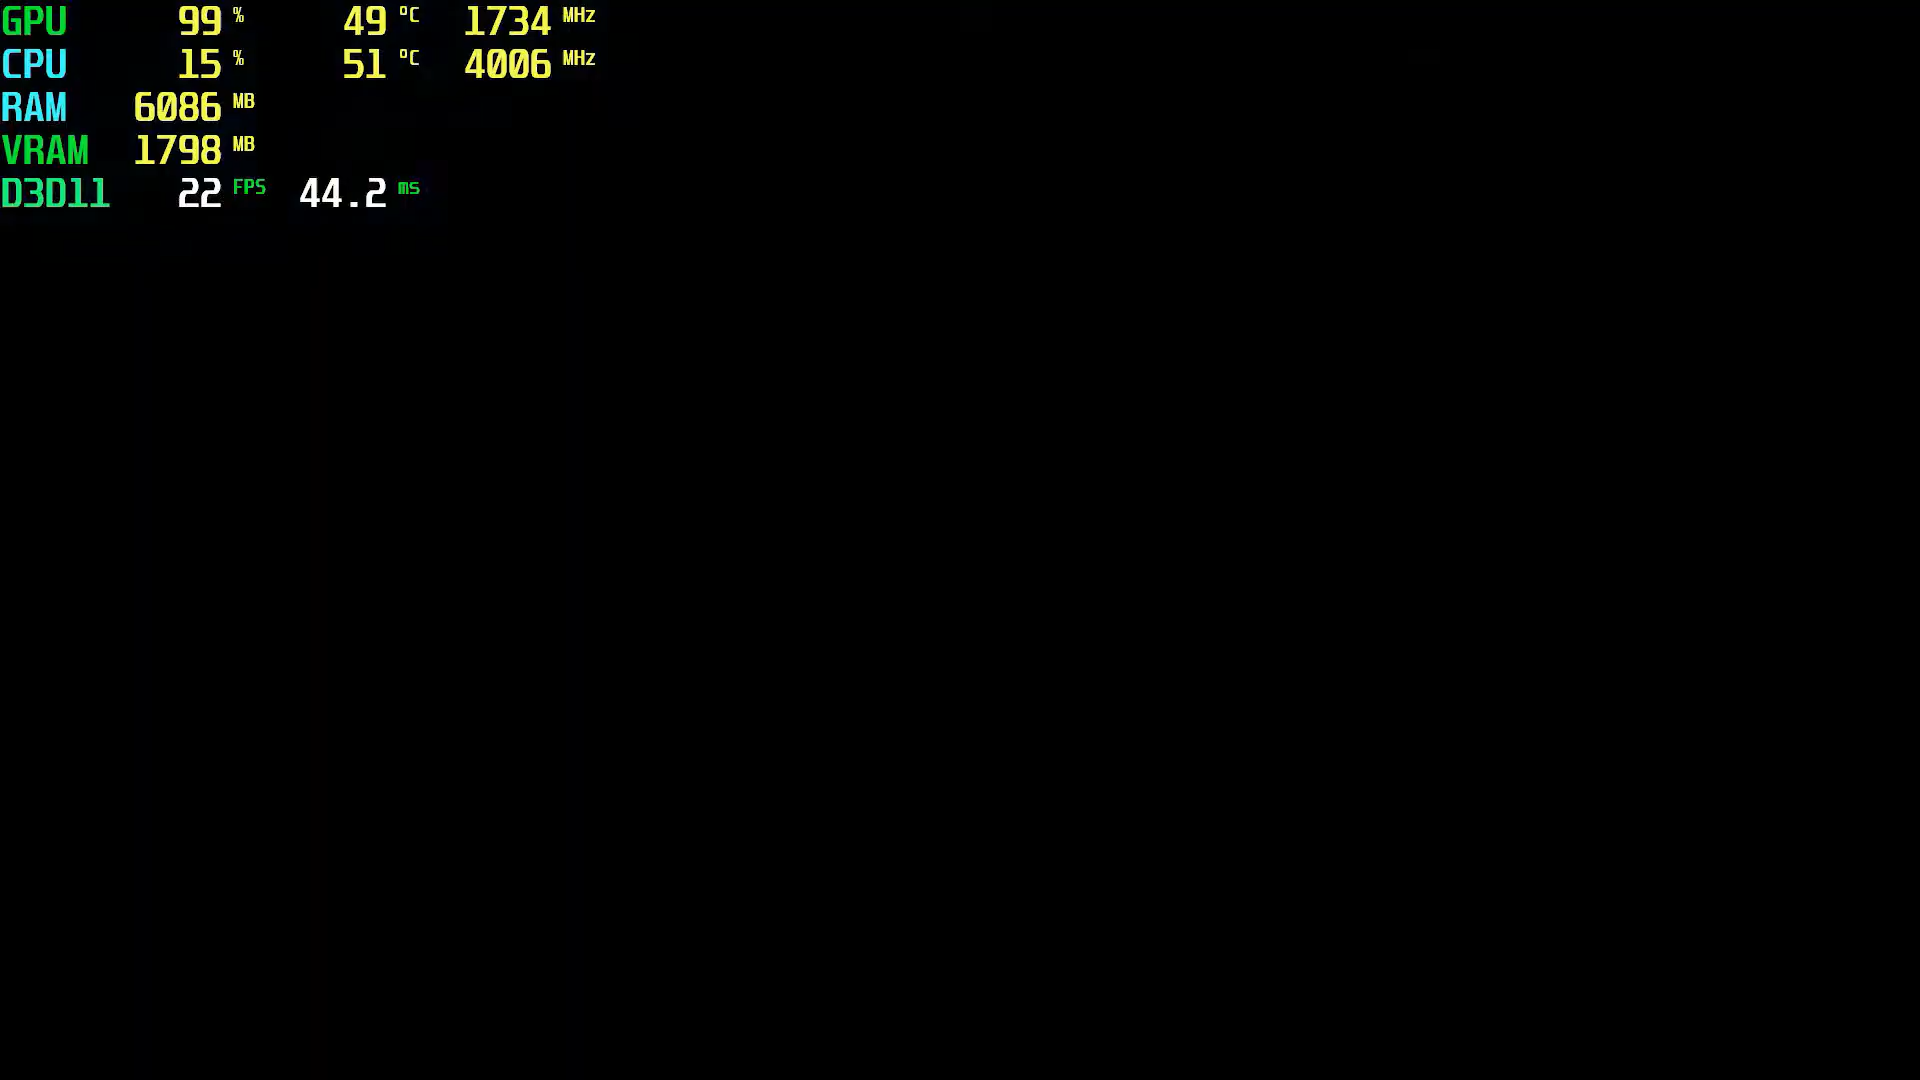 GPU 99 % 49 °C 1734 MHz
CPU 15 % 51 °C 4006 MHz
RAM 6086 MB
VRAM 1798 MB
D3D11 22 FPS 44.2 ms